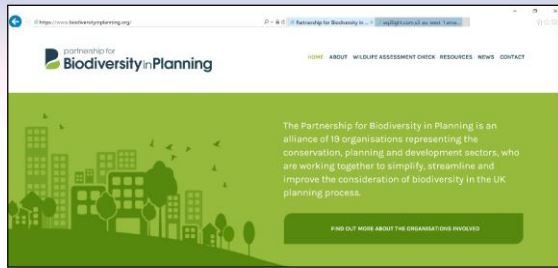 https://www.biodiversityinplanning.org/
Partnership for Biodiversity in ...
partnership for
Biodiversity in Planning
HOME ABOUT WILDLIFE ASSESSMENT CHECK RESOURCES NEWS CONTACT
The Partnership for Biodiversity in Planning is an
alliance of 19 organisations representing the
conservation, planning and development sectors, who
are working together to simplify, streamline and
improve the consideration of biodiversity in the UK
planning process.
FIND OUT MORE ABOUT THE ORGANISATIONS INVOLVED